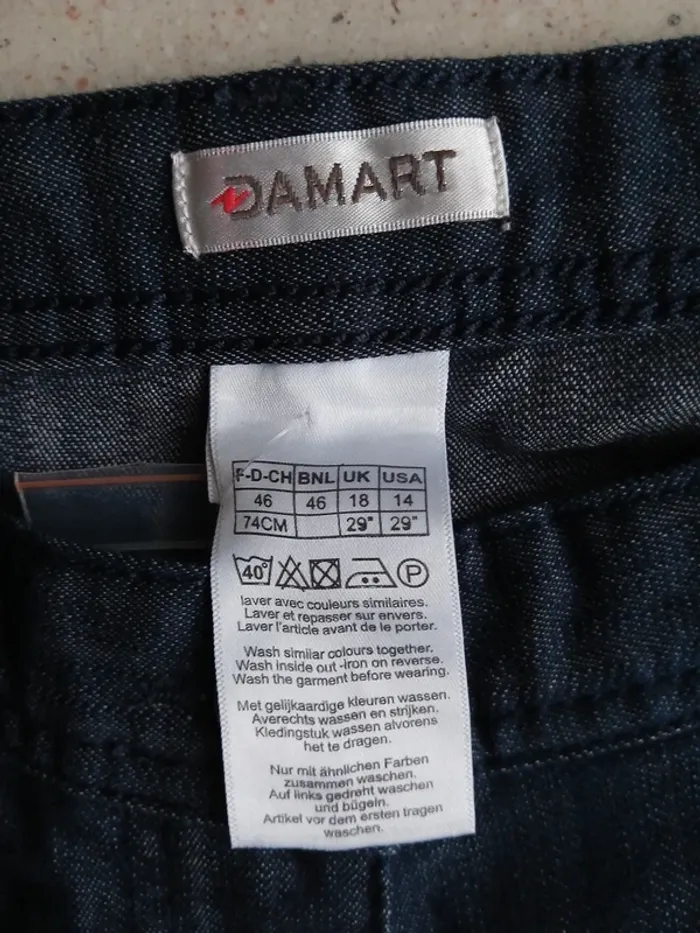 DAMART
F-D-CH BNL UK USA
46 46 18 14
74CM 29" 29"
40° P
laver avec couleurs similaires.
Laver et repasser sur envers.
Laver l'article avant de le porter.
Wash similar colours together.
Wash inside out -iron on reverse.
Wash the garment before wearing.
Met gelijkaardige kleuren wassen.
Averechts wassen en strijken.
Kledingstuk wassen alvorens
het te dragen.
Nur mit ähnlichen Farben
zusammen waschen.
Auf links gedreht waschen
und bügeln.
Artikel vor dem ersten tragen
waschen.